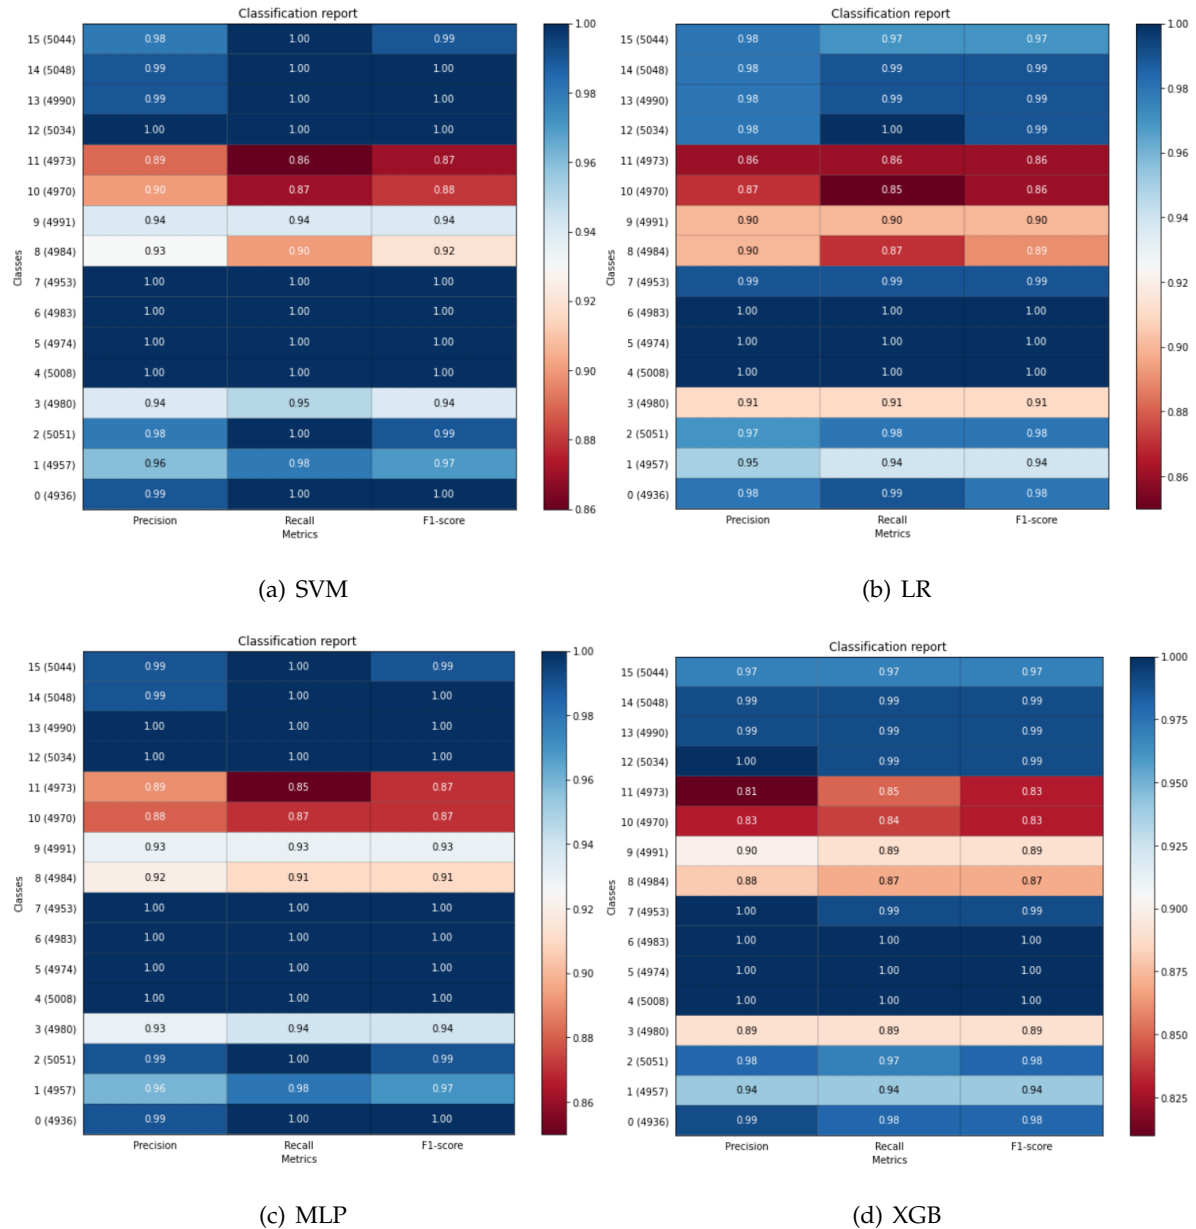 Classification report
15 (5044) 0.98 1.00 0.99
14 (5048) 0.99 1.00 1.00
13 (4990) 0.99 1.00 1.00
12 (5034) 1.00 1.00 1.00
11 (4973) 0.89 0.86 0.87
10 (4970) 0.90 0.87 0.88
9 (4991) 0.94 0.94 0.94
8 (4984) 0.93 0.90 0.92
7 (4953) 1.00 1.00 1.00
6 (4983) 1.00 1.00 1.00
5 (4974) 1.00 1.00 1.00
4 (5008) 1.00 1.00 1.00
3 (4980) 0.94 0.95 0.94
2 (5051) 0.98 1.00 0.99
1 (4957) 0.96 0.98 0.97
0 (4936) 0.99 1.00 1.00
Classes
Precision Recall F1-score
Metrics
1.00
0.98
0.96
0.94
0.92
0.90
0.88
0.86
(a) SVM
Classification report
15 (5044) 0.98 0.97 0.97
14 (5048) 0.98 0.99 0.99
13 (4990) 0.98 0.99 0.99
12 (5034) 0.98 1.00 0.99
11 (4973) 0.86 0.86 0.86
10 (4970) 0.87 0.85 0.86
9 (4991) 0.90 0.90 0.90
8 (4984) 0.90 0.87 0.89
7 (4953) 0.99 0.99 0.99
6 (4983) 1.00 1.00 1.00
5 (4974) 1.00 1.00 1.00
4 (5008) 1.00 1.00 1.00
3 (4980) 0.91 0.91 0.91
2 (5051) 0.97 0.98 0.98
1 (4957) 0.95 0.94 0.94
0 (4936) 0.98 0.99 0.98
Classes
Precision Recall F1-score
Metrics
1.00
0.98
0.96
0.94
0.92
0.90
0.88
0.86
(b) LR
Classification report
15 (5044) 0.99 1.00 0.99
14 (5048) 0.99 1.00 1.00
13 (4990) 1.00 1.00 1.00
12 (5034) 1.00 1.00 1.00
11 (4973) 0.89 0.85 0.87
10 (4970) 0.88 0.87 0.87
9 (4991) 0.93 0.93 0.93
8 (4984) 0.92 0.91 0.91
7 (4953) 1.00 1.00 1.00
6 (4983) 1.00 1.00 1.00
5 (4974) 1.00 1.00 1.00
4 (5008) 1.00 1.00 1.00
3 (4980) 0.93 0.94 0.94
2 (5051) 0.99 1.00 0.99
1 (4957) 0.96 0.98 0.97
0 (4936) 0.99 1.00 1.00
Classes
Precision Recall F1-score
Metrics
1.00
0.98
0.96
0.94
0.92
0.90
0.88
0.86
(c) MLP
Classification report
15 (5044) 0.97 0.97 0.97
14 (5048) 0.99 0.99 0.99
13 (4990) 0.99 0.99 0.99
12 (5034) 1.00 0.99 0.99
11 (4973) 0.81 0.85 0.83
10 (4970) 0.83 0.84 0.83
9 (4991) 0.90 0.89 0.89
8 (4984) 0.88 0.87 0.87
7 (4953) 1.00 0.99 0.99
6 (4983) 1.00 1.00 1.00
5 (4974) 1.00 1.00 1.00
4 (5008) 1.00 1.00 1.00
3 (4980) 0.89 0.89 0.89
2 (5051) 0.98 0.97 0.98
1 (4957) 0.94 0.94 0.94
0 (4936) 0.99 0.98 0.98
Classes
Precision Recall F1-score
Metrics
1.000
0.975
0.950
0.925
0.900
0.875
0.850
0.825
(d) XGB